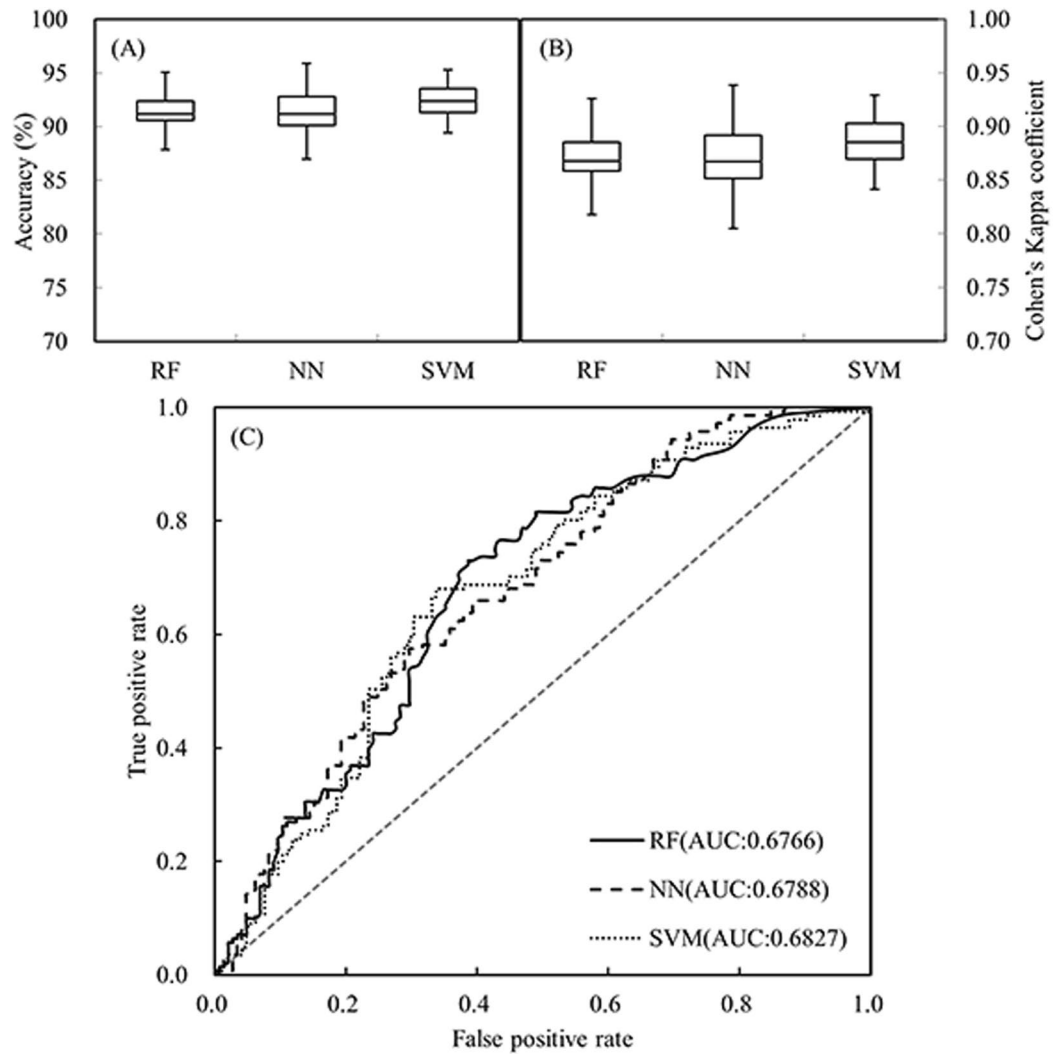 (A)
Accuracy (%)
100
95
90
85
80
75
70
RF
NN
SVM
(B)
1.00
0.95
0.90
0.85
0.80
0.75
0.70
Cohen's Kappa coefficient
RF
NN
SVM
(C)
True positive rate
1.0
0.8
0.6
0.4
0.2
0.0
RF(AUC:0.6766)
NN(AUC:0.6788)
SVM(AUC:0.6827)
0.0 0.2 0.4 0.6 0.8 1.0
False positive rate